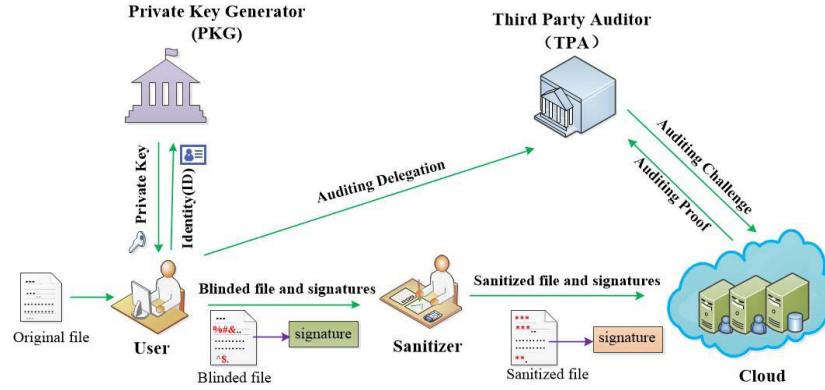 Private Key Generator
(PKG)
Third Party Auditor
（TPA）
Private Key
Identity(ID)
Auditing Delegation
Auditing Challenge
Auditing Proof
Original file
User
Blinded file and signatures
%#&..
^$.
signature
Blinded file
Sanitizer
Sanitized file and signatures
***
***..
**.
signature
Sanitized file
Cloud